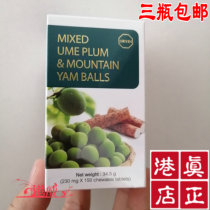 三瓶包邮
MIXED
UME PLUM
& MOUNTAIN
YAM BALLS
Net weight : 34.5 g
(230 mg X 150 chewable tablets)
港真
店正